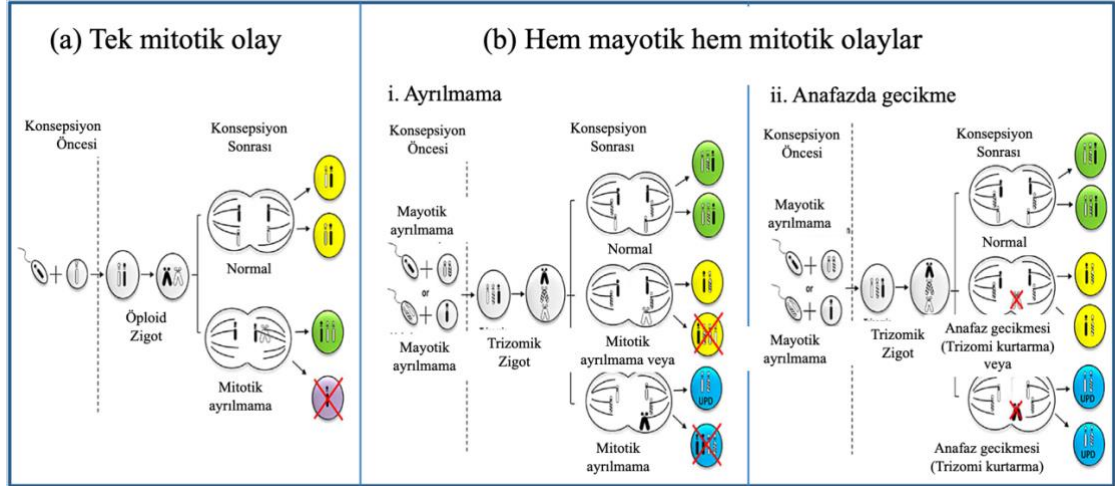 (a) Tek mitotik olay
Konsepsiyon
Öncesi
Konsepsiyon
Sonrası
Normal
Öploid
Zigot
Mitotik
ayrılmama
(b) Hem mayotik hem mitotik olaylar
i. Ayrılmama
Konsepsiyon
Öncesi
Konsepsiyon
Sonrası
Mayotik
ayrılmama
or
Mayotik
ayrılmama
Trizomik
Zigot
Normal
Mitotik
ayrılmama veya
UPD
Mitotik
ayrılmama
ii. Anafazda gecikme
Konsepsiyon
Öncesi
Konsepsiyon
Sonrası
Mayotik
ayrılmama
or
Mayotik
ayrılmama
Trizomik
Zigot
Normal
Anafaz gecikmesi
(Trizomi kurtarma)
veya
UPD
UPD
Anafaz gecikmesi
(Trizomi kurtarma)